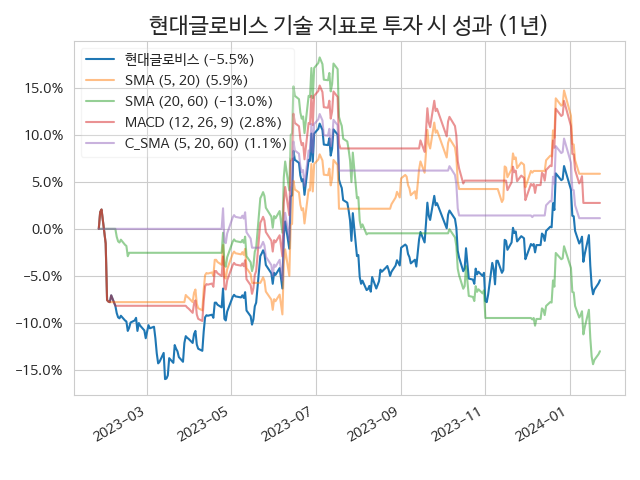 현대글로비스 기술 지표로 투자 시 성과 (1년)
현대글로비스 (−5.5%)
SMA (5, 20) (5.9%)
SMA (20, 60) (−13.0%)
MACD (12, 26, 9) (2.8%)
C_SMA (5, 20, 60) (1.1%)
15.0%
10.0%
5.0%
0.0%
−5.0%
−10.0%
−15.0%
2023−03
2023−05
2023−07
2023−09
2023−11
2024−01